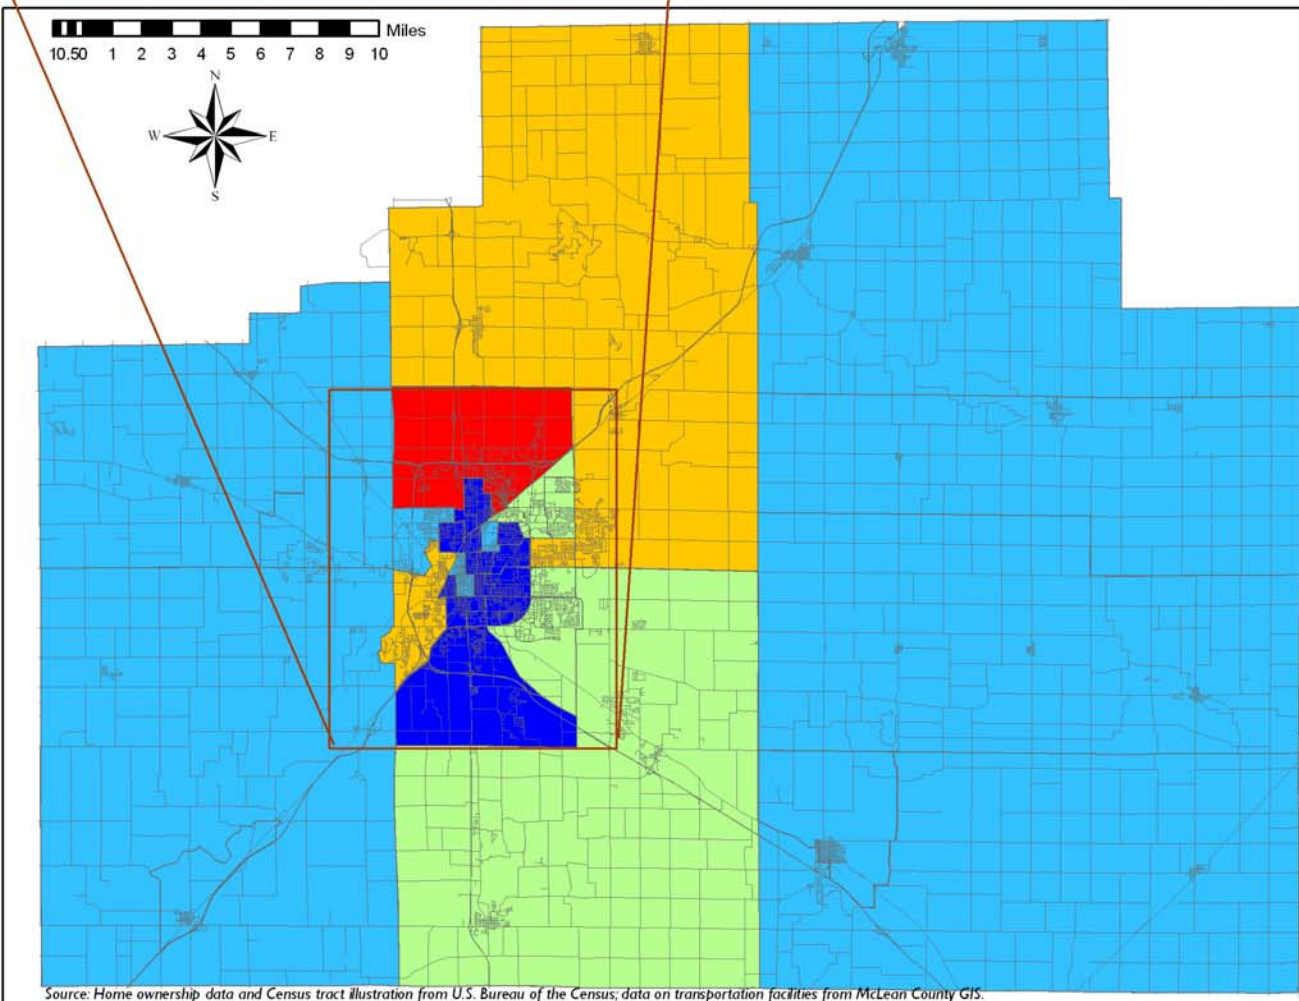 Miles
10.50 1 2 3 4 5 6 7 8 9 10
N
W E
S
Source: Home ownership data and Census tract illustration from U.S. Bureau of the Census; data on transportation facilities from McLean County GIS.